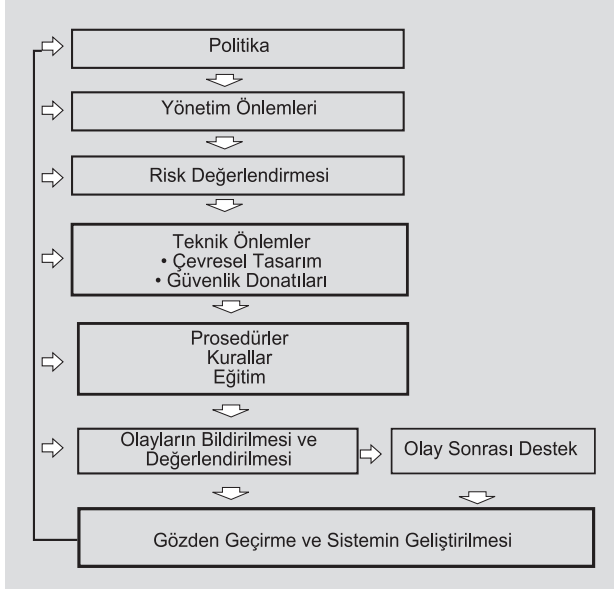 Politika
Yönetim Önlemleri
Risk Değerlendirmesi
Teknik Önlemler
• Çevresel Tasarım
• Güvenlik Donatıları
Prosedürler
Kurallar
Eğitim
Olayların Bildirilmesi ve
Değerlendirilmesi
Olay Sonrası Destek
Gözden Geçirme ve Sistemin Geliştirilmesi